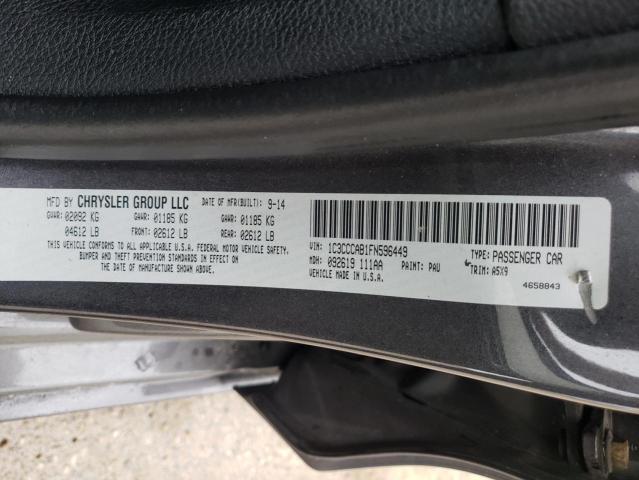 MFD BY CHRYSLER GROUP LLC DATE OF MFR(BUILT): 9-14
GVWR: 02092 KG GAWR: 01185 KG GAWR: 01185 KG
04612 LB FRONT: 02612 LB REAR: 02612 LB
THIS VEHICLE CONFORMS TO ALL APPLICABLE U.S.A. FEDERAL MOTOR VEHICLE SAFETY,
BUMPER AND THEFT PREVENTION STANDARDS IN EFFECT ON
THE DATE OF MANUFACTURE SHOWN ABOVE.
VIN: 1C3CCCAB1FN596449 TYPE: PASSENGER CAR
MDH: 092619 111AA PAINT: PAU TRIM: A5X9
VEHICLE MADE IN U.S.A. 4658843